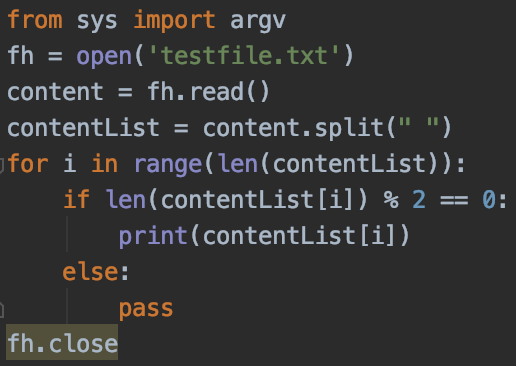 from sys import argv
fh = open('testfile.txt')
content = fh.read()
contentList = content.split(" ")
for i in range(len(contentList)):
    if len(contentList[i]) % 2 == 0:
        print(contentList[i])
    else:
        pass
fh.close